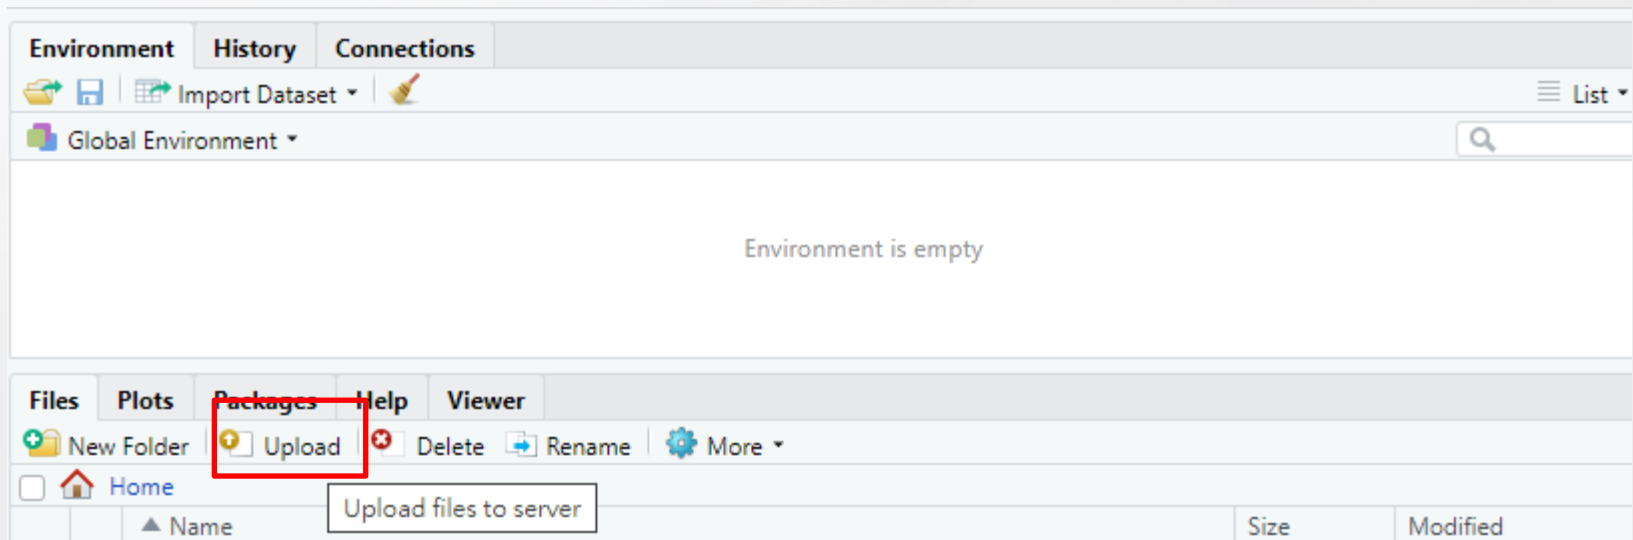 Environment History Connections
Import Dataset List
Global Environment
Environment is empty
Files Plots Packages Help Viewer
New Folder Upload Delete Rename More
Home
Upload files to server
Name Size Modified